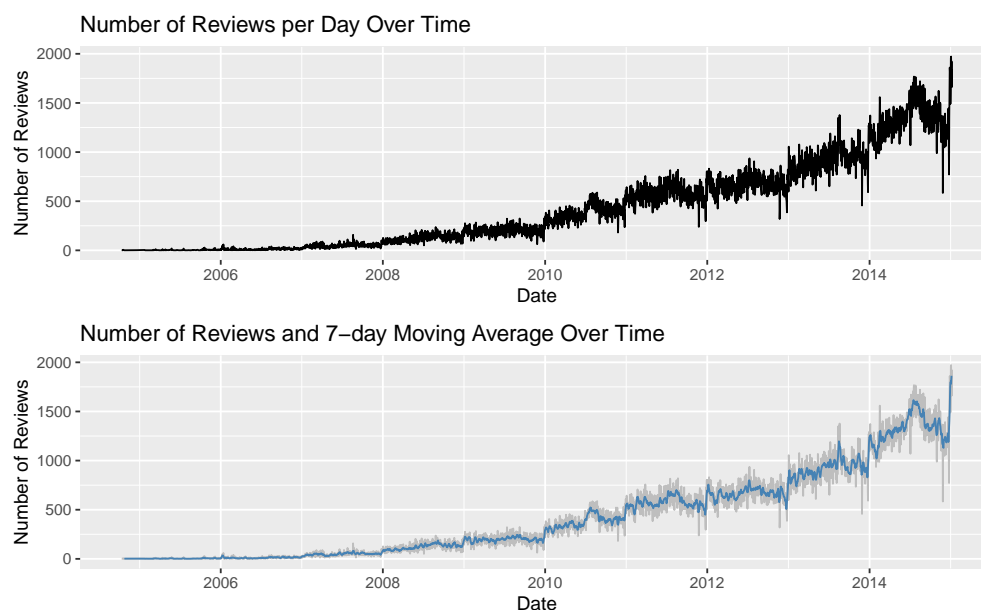 Number of Reviews per Day Over Time
Number of Reviews
2000
1500
1000
500
0
2006 2008 2010 2012 2014
Date
Number of Reviews and 7−day Moving Average Over Time
Number of Reviews
2000
1500
1000
500
0
2006 2008 2010 2012 2014
Date